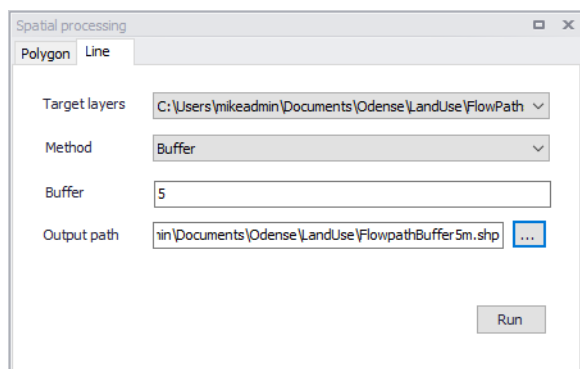 Spatial processing
Polygon Line
Target layers C:\Users\mikeadmin\Documents\Odense\LandUse\FlowPath
Method Buffer
Buffer 5
Output path in\Documents\Odense\LandUse\FlowpathBuffer5m.shp ...
Run